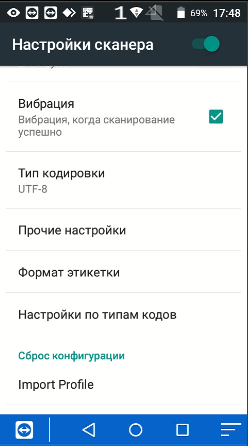 1 69% 17:48
Настройки сканера
Вибрация
Вибрация, когда сканирование
успешно
Тип кодировки
UTF-8
Прочие настройки
Формат этикетки
Настройки по типам кодов
Сброс конфигурации
Import Profile